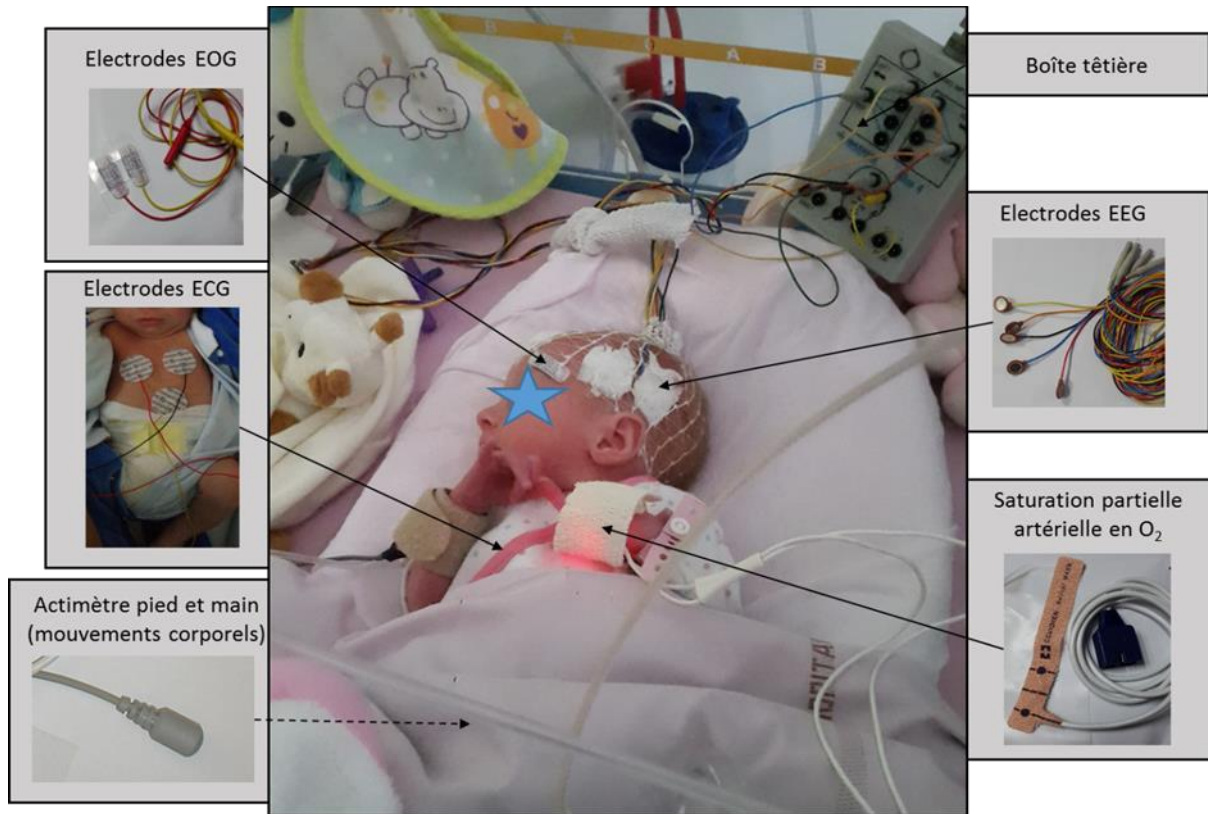 Electrodes EOG
Electrodes ECG
Actimètre pied et main
(mouvements corporels)
B A O A B
Boîte têtière
Electrodes EEG
Saturation partielle
artérielle en O₂